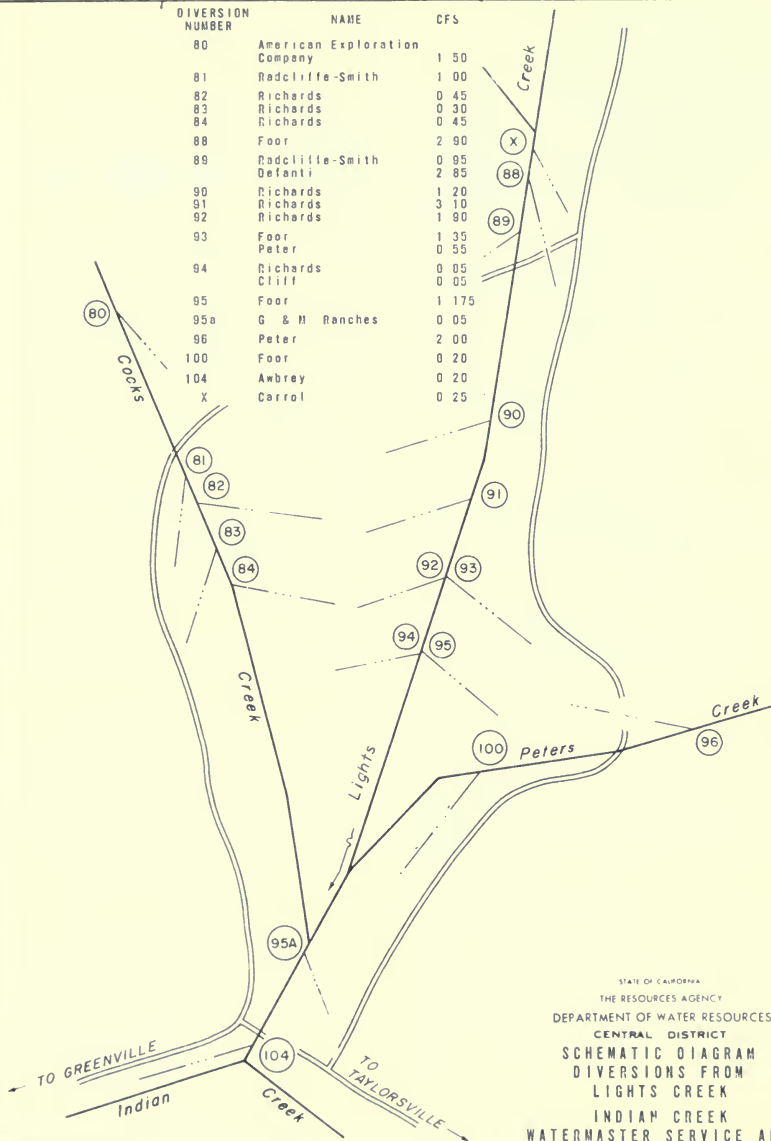 DIVERSION NUMBER NAME CFS
80 American Exploration
Company 1 50
81 Radcliffe-Smith 1 00
82 Richards 0 45
83 Richards 0 30
84 Richards 0 45
88 Foor 2 90
89 Radcliffe-Smith 0 95
Defanti 2 85
90 Richards 1 20
91 Richards 3 10
92 Richards 1 90
93 Foor 1 35
Peter 0 55
94 Richards 0 05
Cliff 0 05
95 Foor 1 175
95a G & M Ranches 0 05
96 Peter 2 00
100 Foor 0 20
104 Awbrey 0 20
X Carrol 0 25
Creek
X
88
89
80
Cocks
90
81
82
91
83
84
92
93
94
95
Creek
Lights
100
Peters
Creek
96
95A
104
TO GREENVILLE
TO TAYLORSVILLE
Indian
Creek
STATE OF CALIFORNIA
THE RESOURCES AGENCY
DEPARTMENT OF WATER RESOURCES
CENTRAL DISTRICT
SCHEMATIC DIAGRAM
DIVERSIONS FROM
LIGHTS CREEK
INDIAN CREEK
WATERMASTER SERVICE